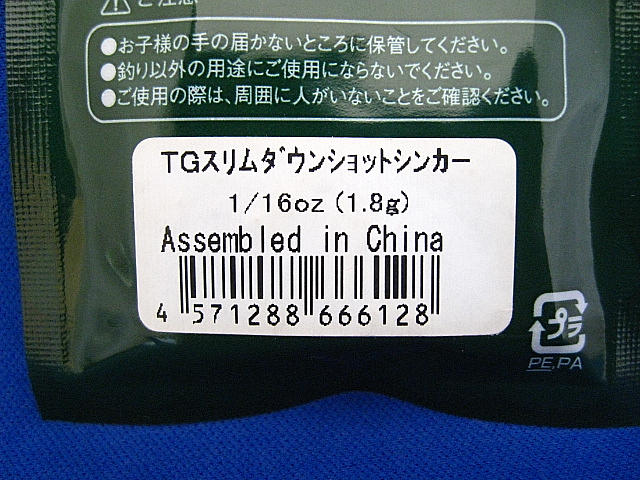 ご注意
●お子様の手の届かないところに保管してください。
●釣り以外の用途にご使用にならないでください。
●ご使用の際は、周囲に人がいないことをご確認ください。
TGスリムダウンショットシンカー
1/16oz (1.8g)
Assembled in China
4 571288 666128
プラ
PE,PA